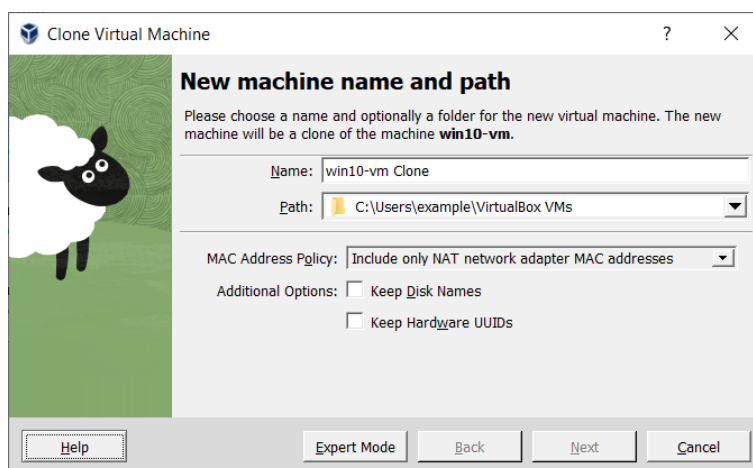 Clone Virtual Machine
New machine name and path
Please choose a name and optionally a folder for the new virtual machine. The new
machine will be a clone of the machine win10-vm.
Name: win10-vm Clone
Path: C:\Users\example\VirtualBox VMs
MAC Address Policy: Include only NAT network adapter MAC addresses
Additional Options: Keep Disk Names
Keep Hardware UUIDs
Help Expert Mode Back Next Cancel